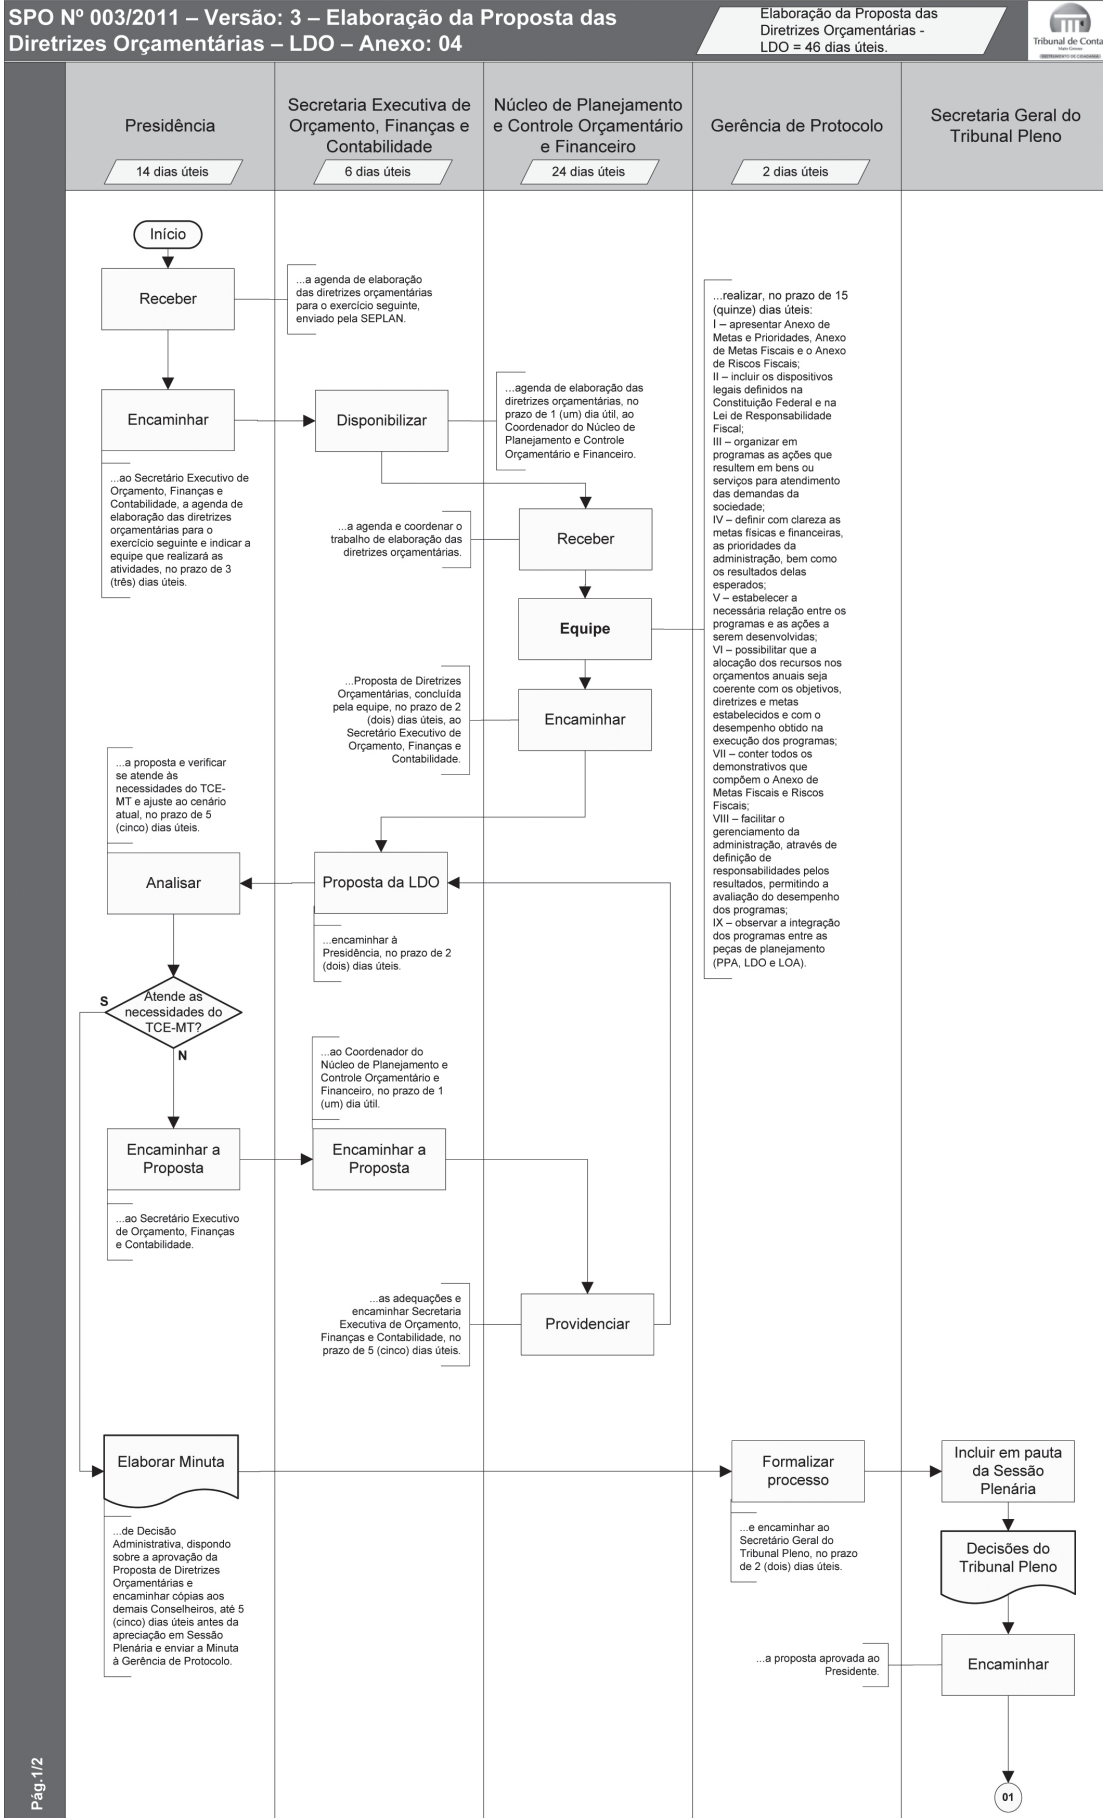 SPO Nº 003/2011 – Versão: 3 – Elaboração da Proposta das
Diretrizes Orçamentárias – LDO – Anexo: 04
Elaboração da Proposta das
Diretrizes Orçamentárias -
LDO = 46 dias úteis.
Tribunal de Conta
Mato Grosso
INSTRUMENTO DE CIDADANIA
Presidência
14 dias úteis
Secretaria Executiva de
Orçamento, Finanças e
Contabilidade
6 dias úteis
Núcleo de Planejamento
e Controle Orçamentário
e Financeiro
24 dias úteis
Gerência de Protocolo
2 dias úteis
Secretaria Geral do
Tribunal Pleno
Início
Receber
...a agenda de elaboração
das diretrizes orçamentárias
para o exercício seguinte,
enviado pela SEPLAN.
Encaminhar
...ao Secretário Executivo de
Orçamento, Finanças e
Contabilidade, a agenda de
elaboração das diretrizes
orçamentárias para o
exercício seguinte e indicar a
equipe que realizará as
atividades, no prazo de 3
(três) dias úteis.
Disponibilizar
...agenda de elaboração das
diretrizes orçamentárias, no
prazo de 1 (um) dia útil, ao
Coordenador do Núcleo de
Planejamento e Controle
Orçamentário e Financeiro.
Receber
...a agenda e coordenar o
trabalho de elaboração das
diretrizes orçamentárias.
Equipe
...realizar, no prazo de 15
(quinze) dias úteis:
I – apresentar Anexo de
Metas e Prioridades, Anexo
de Metas Fiscais e o Anexo
de Riscos Fiscais;
II – incluir os dispositivos
legais definidos na
Constituição Federal e na
Lei de Responsabilidade
Fiscal;
III – organizar em
programas as ações que
resultem em bens ou
serviços para atendimento
das demandas da
sociedade;
IV – definir com clareza as
metas físicas e financeiras,
as prioridades da
administração, bem como
os resultados delas
esperados;
V – estabelecer a
necessária relação entre os
programas e as ações a
serem desenvolvidas;
VI – possibilitar que a
alocação dos recursos nos
orçamentos anuais seja
coerente com os objetivos,
diretrizes e metas
estabelecidos e com o
desempenho obtido na
execução dos programas;
VII – conter todos os
demonstrativos que
compõem o Anexo de
Metas Fiscais e Riscos
Fiscais;
VIII – facilitar o
gerenciamento da
administração, através de
definição de
responsabilidades pelos
resultados, permitindo a
avaliação do desempenho
dos programas;
IX – observar a integração
dos programas entre as
peças de planejamento
(PPA, LDO e LOA).
Encaminhar
...Proposta de Diretrizes
Orçamentárias, concluída
pela equipe, no prazo de 2
(dois) dias úteis, ao
Secretário Executivo de
Orçamento, Finanças e
Contabilidade.
...a proposta e verificar
se atende às
necessidades do TCE-
MT e ajuste ao cenário
atual, no prazo de 5
(cinco) dias úteis.
Analisar
Proposta da LDO
...encaminhar à
Presidência, no prazo de 2
(dois) dias úteis.
Atende as
necessidades do
TCE-MT?
S
N
...ao Coordenador do
Núcleo de Planejamento e
Controle Orçamentário e
Financeiro, no prazo de 1
(um) dia útil.
Encaminhar a
Proposta
...ao Secretário Executivo
de Orçamento, Finanças
e Contabilidade.
Encaminhar a
Proposta
...as adequações e
encaminhar Secretaria
Executiva de Orçamento,
Finanças e Contabilidade, no
prazo de 5 (cinco) dias úteis.
Providenciar
Elaborar Minuta
...de Decisão
Administrativa, dispondo
sobre a aprovação da
Proposta de Diretrizes
Orçamentárias e
encaminhar cópias aos
demais Conselheiros, até 5
(cinco) dias úteis antes da
apreciação em Sessão
Plenária e enviar a Minuta
à Gerência de Protocolo.
Formalizar
processo
...e encaminhar ao
Secretário Geral do
Tribunal Pleno, no prazo
de 2 (dois) dias úteis.
Incluir em pauta
da Sessão
Plenária
Decisões do
Tribunal Pleno
Encaminhar
...a proposta aprovada ao
Presidente.
01
Pág.1/2